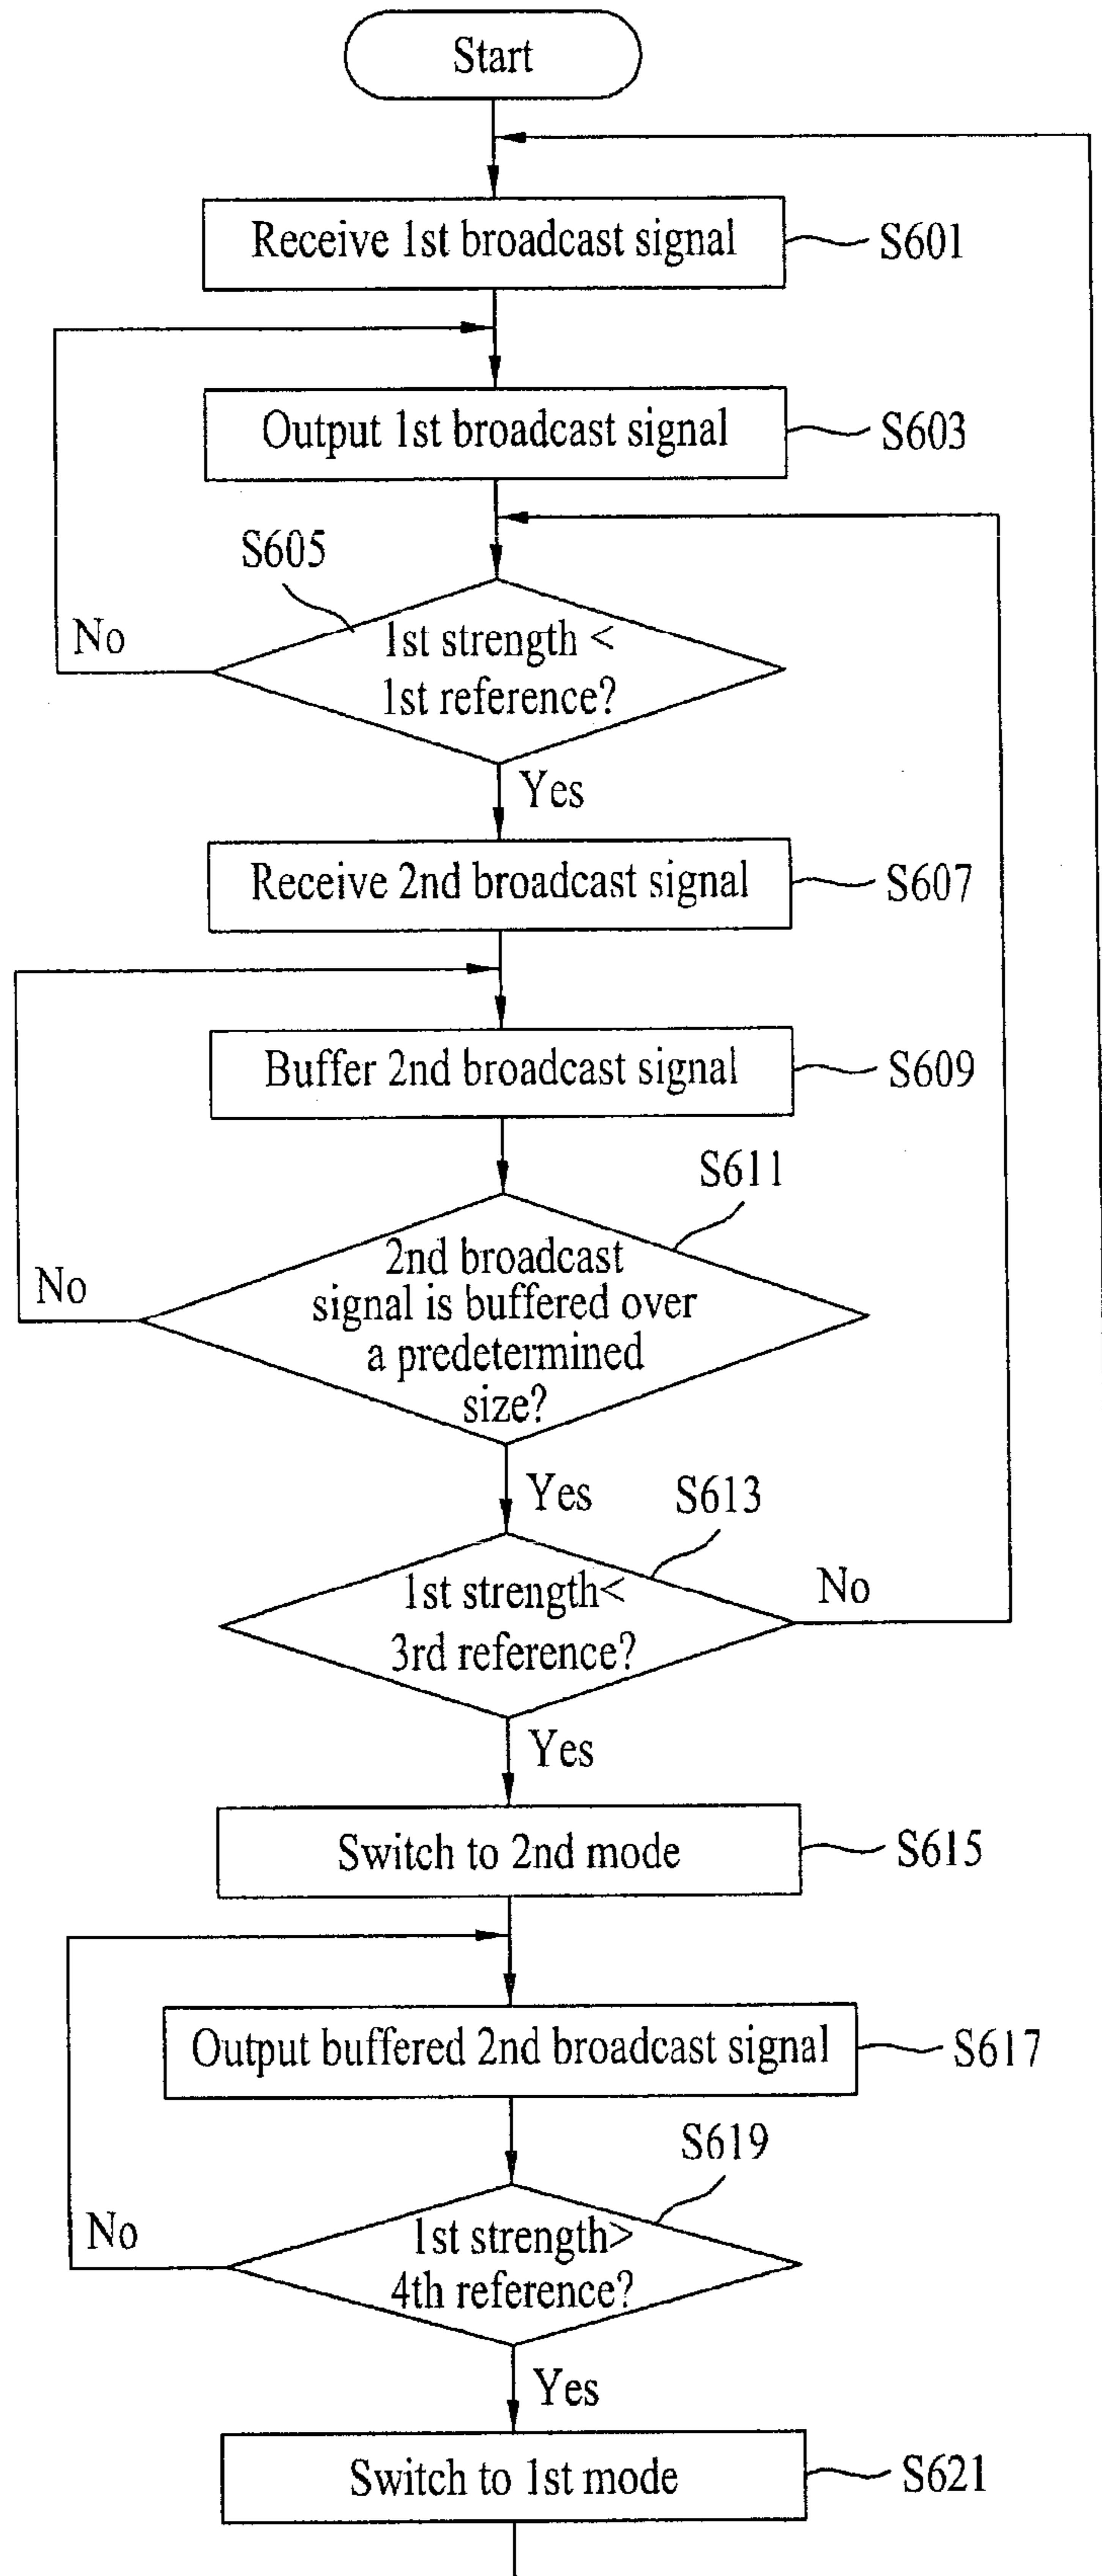 Start
Receive 1st broadcast signal
S601
Output 1st broadcast signal
S603
S605
1st strength <
1st reference?
No
Yes
Receive 2nd broadcast signal
S607
Buffer 2nd broadcast signal
S609
S611
2nd broadcast
signal is buffered over
a predetermined
size?
No
Yes
S613
1st strength<
3rd reference?
No
Yes
Switch to 2nd mode
S615
Output buffered 2nd broadcast signal
S617
S619
1st strength>
4th reference?
No
Yes
Switch to 1st mode
S621